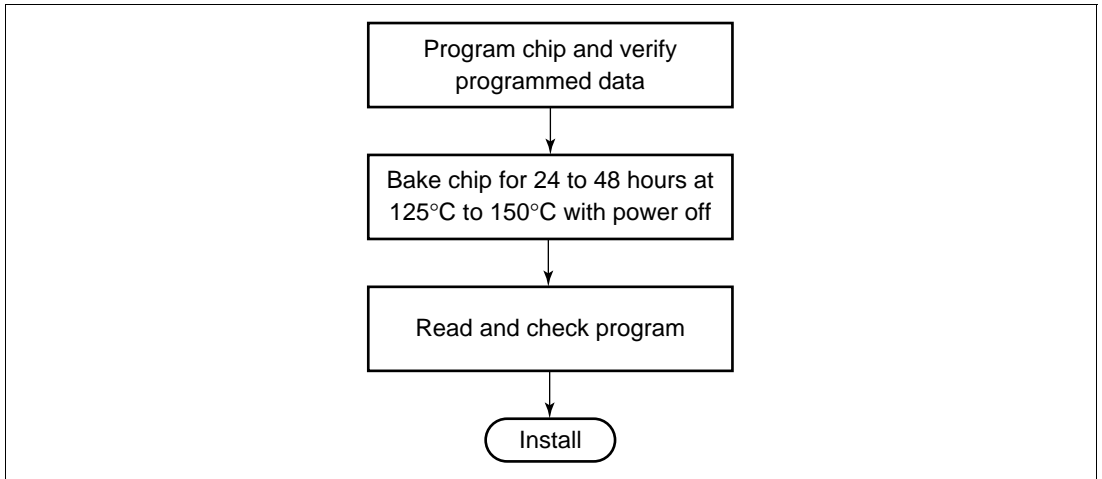 Program chip and verify
programmed data
Bake chip for 24 to 48 hours at
125°C to 150°C with power off
Read and check program
Install